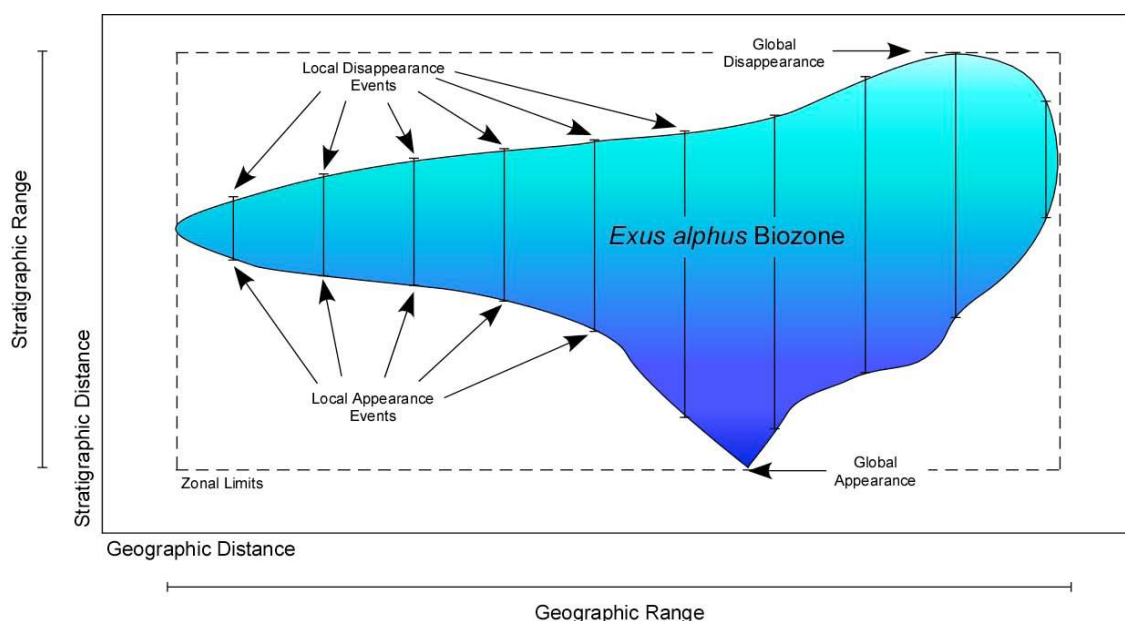 Global
Disappearance
Local Disappearance
Events
Stratigraphic Range
Exus alphus Biozone
Stratigraphic Distance
Local Appearance
Events
Global
Appearance
Zonal Limits
Geographic Distance
Geographic Range